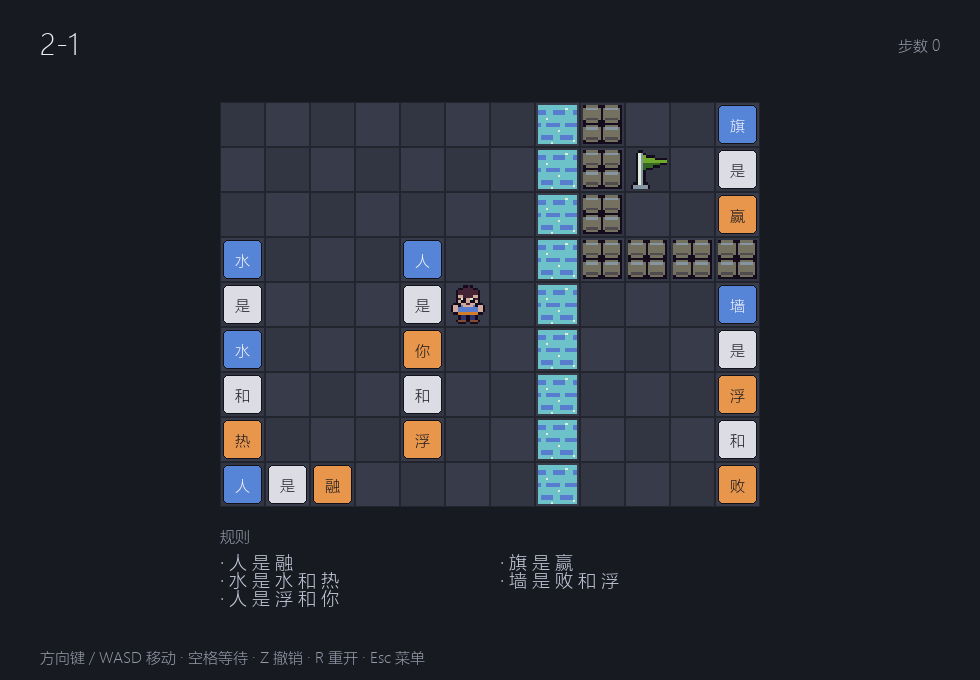 2-1
步数 0
旗
是
赢
水 人
是 是 墙
水 你 是
和 和 浮
热 浮 和
人 是 融 败
规则
· 人 是 融
· 水 是 水 和 热
· 人 是 浮 和 你
· 旗 是 赢
· 墙 是 败 和 浮
方向键 / WASD 移动 · 空格等待 · Z 撤销 · R 重开 · Esc 菜单